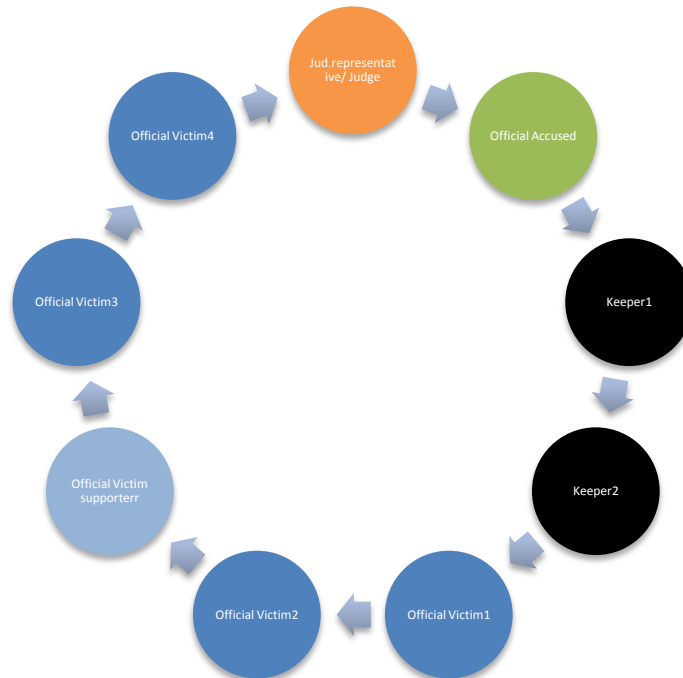 Jud.representat
ive/ Judge
Official Accused
Keeper1
Keeper2
Official Victim1
Official Victim2
Official Victim
supporterr
Official Victim3
Official Victim4